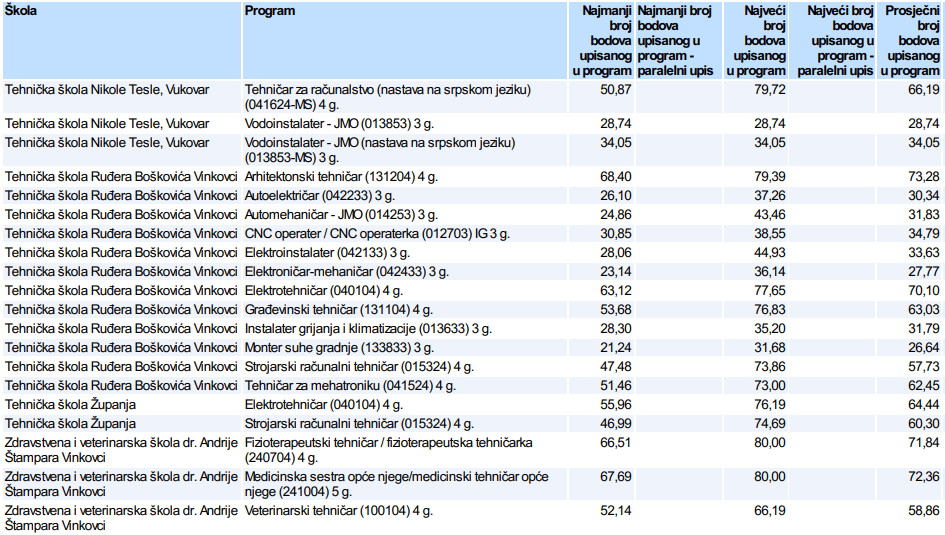 Škola Program Najmanji broj bodova upisanog u program Najmanji broj bodova upisanog u program - paralelni upis Najveći broj bodova upisanog u program Najveći broj bodova upisanog u program - paralelni upis Prosječni broj bodova upisanog u program
Tehnička škola Nikole Tesle, Vukovar Tehničar za računalstvo (nastava na srpskom jeziku) 50,87 79,72 66,19
(041624-MS) 4 g.
Tehnička škola Nikole Tesle, Vukovar Vodoinstalater - JMO (013853) 3 g. 28,74 28,74 28,74
Tehnička škola Nikole Tesle, Vukovar Vodoinstalater - JMO (nastava na srpskom jeziku) 34,05 34,05 34,05
(013853-MS) 3 g.
Tehnička škola Ruđera Boškovića Vinkovci Arhitektonski tehničar (131204) 4 g. 68,40 79,39 73,28
Tehnička škola Ruđera Boškovića Vinkovci Autoelektričar (042233) 3 g. 26,10 37,26 30,34
Tehnička škola Ruđera Boškovića Vinkovci Automehaničar - JMO (014253) 3 g. 24,86 43,46 31,83
Tehnička škola Ruđera Boškovića Vinkovci CNC operater / CNC operaterka (012703) IG 3 g. 30,85 38,55 34,79
Tehnička škola Ruđera Boškovića Vinkovci Elektroinstalater (042133) 3 g. 28,06 44,93 33,63
Tehnička škola Ruđera Boškovića Vinkovci Elektroničar-mehaničar (042433) 3 g. 23,14 36,14 27,77
Tehnička škola Ruđera Boškovića Vinkovci Elektrotehničar (040104) 4 g. 63,12 77,65 70,10
Tehnička škola Ruđera Boškovića Vinkovci Građevinski tehničar (131104) 4 g. 53,68 76,83 63,03
Tehnička škola Ruđera Boškovića Vinkovci Instalater grijanja i klimatizacije (013633) 3 g. 28,30 35,20 31,79
Tehnička škola Ruđera Boškovića Vinkovci Monter suhe gradnje (133833) 3 g. 21,24 31,68 26,64
Tehnička škola Ruđera Boškovića Vinkovci Strojarski računalni tehničar (015324) 4 g. 47,48 73,86 57,73
Tehnička škola Ruđera Boškovića Vinkovci Tehničar za mehatroniku (041524) 4 g. 51,46 73,00 62,45
Tehnička škola Županja Elektrotehničar (040104) 4 g. 55,96 76,19 64,44
Tehnička škola Županja Strojarski računalni tehničar (015324) 4 g. 46,99 74,69 60,30
Zdravstvena i veterinarska škola dr. Andrije Fizioterapeutski tehničar / fizioterapeutska tehničarka 66,51 80,00 71,84
Štampara Vinkovci (240704) 4 g.
Zdravstvena i veterinarska škola dr. Andrije Medicinska sestra opće njege/medicinski tehničar opće 67,69 80,00 72,36
Štampara Vinkovci njege (241004) 5 g.
Zdravstvena i veterinarska škola dr. Andrije Veterinarski tehničar (100104) 4 g. 52,14 66,19 58,86
Štampara Vinkovci